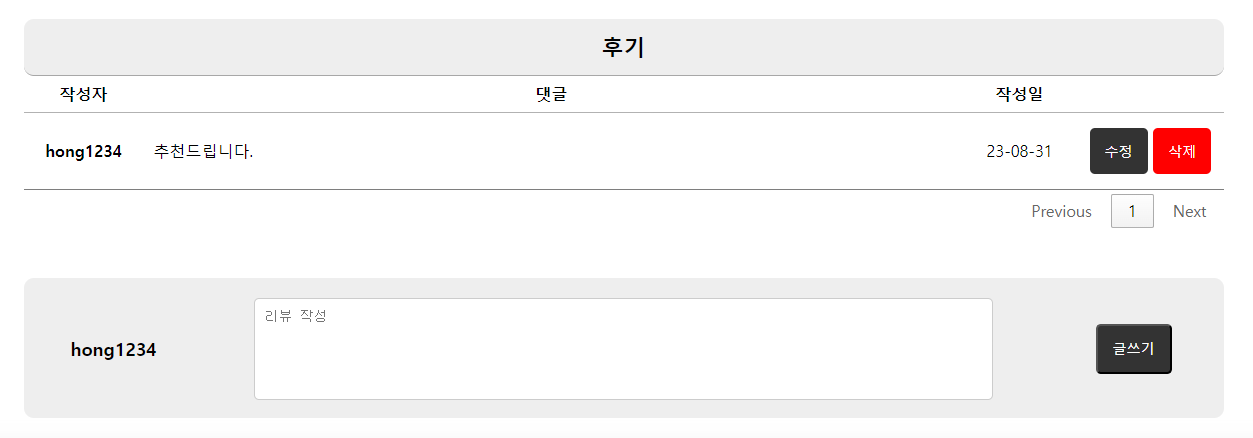 후기
작성자 댓글 작성일
hong1234 추천드립니다. 23-08-31 수정 삭제
Previous 1 Next
리뷰 작성
hong1234 글쓰기